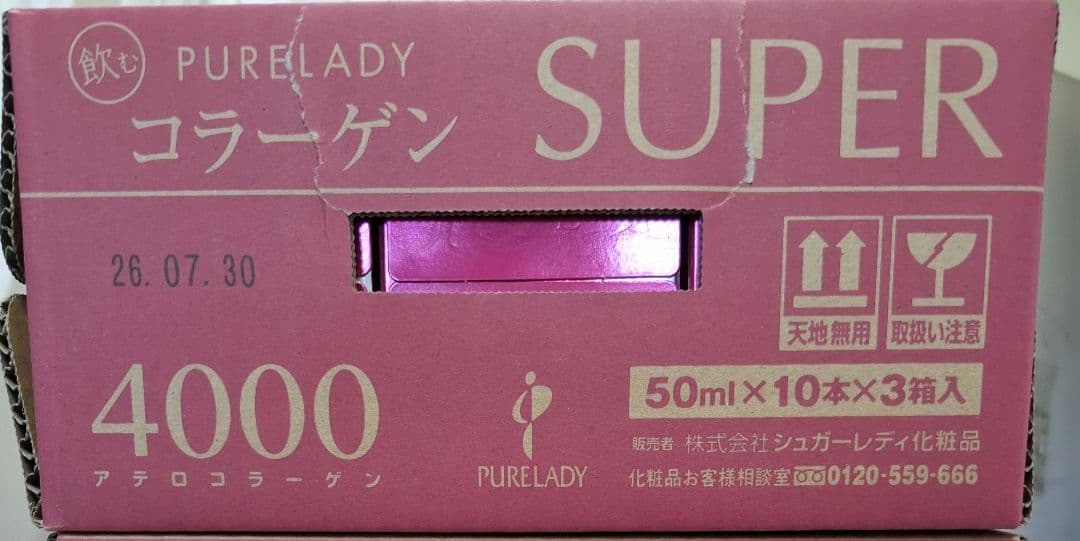 飲む PURELADY SUPER
コラーゲン
26.07.30
天地無用 取扱い注意
4000
アテロコラーゲン
PURELADY
50ml×10本×3箱入
販売者 株式会社シュガーレディ化粧品
化粧品お客様相談室 0120-559-666